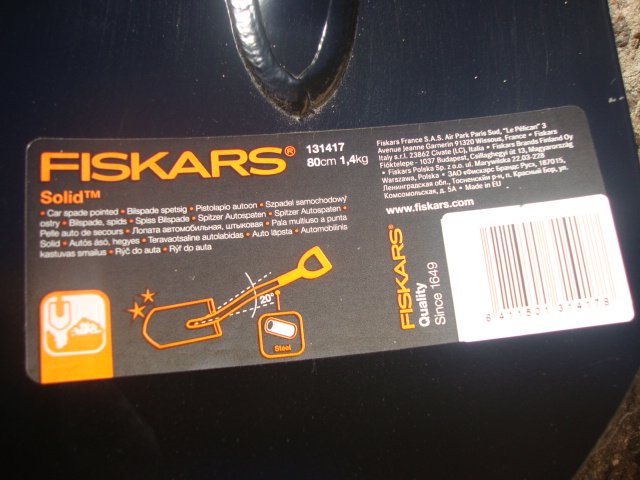 FISKARS®
131417
80cm 1,4kg
Solid™
• Car spade pointed • Bilspade spetsig • Pistolapio autoon • Szpadel samochodowy
ostry • Bilspade, spids • Spiss Bilspade • Spitzer Autospaten • Spitzer Autospaten •
Pelle auto de secours • Лопата автомобильная, штыковая • Pala multiuso a punta
Solid • Autós ásó, hegyes • Teravaotsaline autolabidas • Auto lāpsta • Automobilinis
kastuvas smailus • Rýč do auta • Rýľ do auta
20°
Steel
Fiskars France S.A.S. Air Park Paris Sud, "Le Pélican" 3
Avenue Jeanne Garnerin 91320 Wissous, France • Fiskars
Italy s.r.l. 23862 Civate (LC), Italia • Fiskars Brands Finland Oy
Fióktelepe - 1037 Budapest, Csillaghegyi út 13, Magyarország
• Fiskars Polska Sp. z o.o. ul. Marywilska 22,03-228
Warszawa, Polska • ЗАО «Фискарс Брандс Рус», 187015,
Ленинградская обл., Тосненский р-н, п. Красный Бор, ул.
Комсомольская, д. 5А • Made in EU
www.fiskars.com
FISKARS®
Quality
Since 1649
6 411501 314178